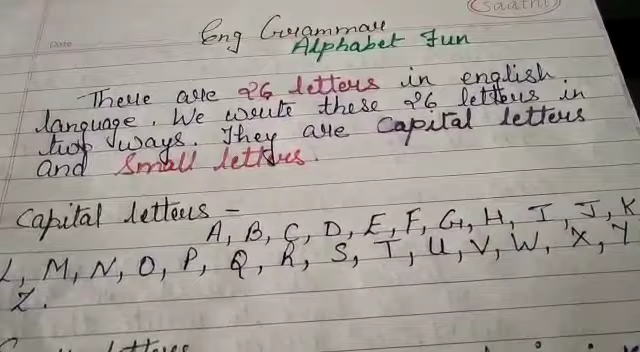 Saathi
Date
Eng Grammar
Alphabet Fun
There are 26 letters in english
language. We write these 26 letters in
two ways. They are Capital letters
and Small letters.
Capital letters -
A, B, C, D, E, F, G, H, I, J, K
L, M, N, O, P, Q, R, S, T, U, V, W, X, Y
Z.
letters